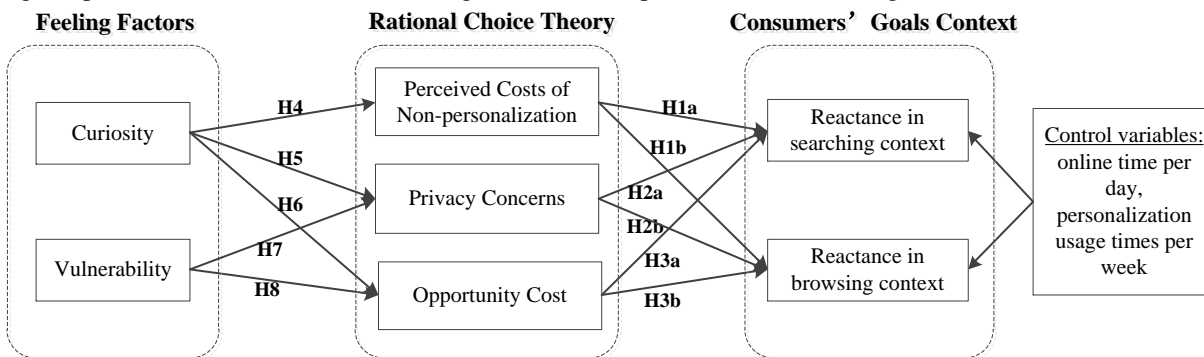 Feeling Factors
Rational Choice Theory
Consumers’ Goals Context
Curiosity
Vulnerability
H4
H5
H6
H7
H8
Perceived Costs of
Non-personalization
Privacy Concerns
Opportunity Cost
H1a
H1b
H2a
H2b
H3a
H3b
Reactance in
searching context
Reactance in
browsing context
Control variables:
online time per
day,
personalization
usage times per
week